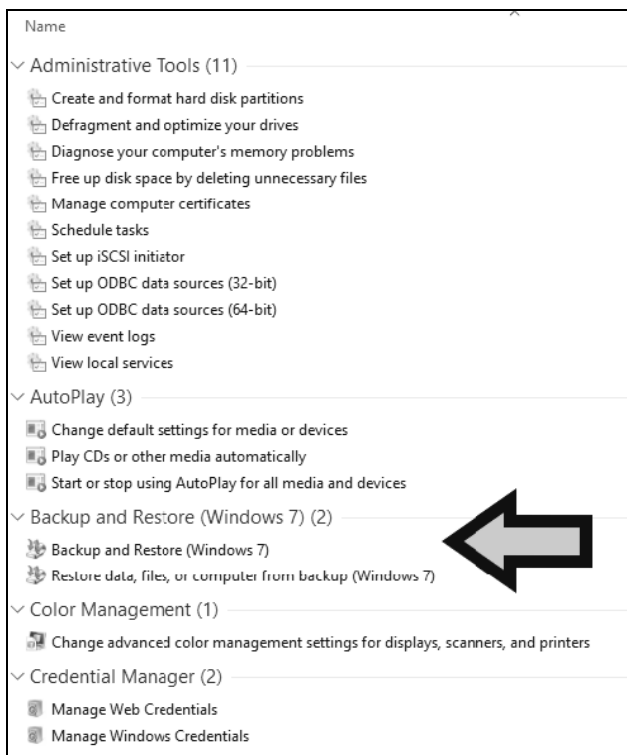 Name
Administrative Tools (11)
Create and format hard disk partitions
Defragment and optimize your drives
Diagnose your computer's memory problems
Free up disk space by deleting unnecessary files
Manage computer certificates
Schedule tasks
Set up iSCSI initiator
Set up ODBC data sources (32-bit)
Set up ODBC data sources (64-bit)
View event logs
View local services
AutoPlay (3)
Change default settings for media or devices
Play CDs or other media automatically
Start or stop using AutoPlay for all media and devices
Backup and Restore (Windows 7) (2)
Backup and Restore (Windows 7)
Restore data, files, or computer from backup (Windows 7)
Color Management (1)
Change advanced color management settings for displays, scanners, and printers
Credential Manager (2)
Manage Web Credentials
Manage Windows Credentials